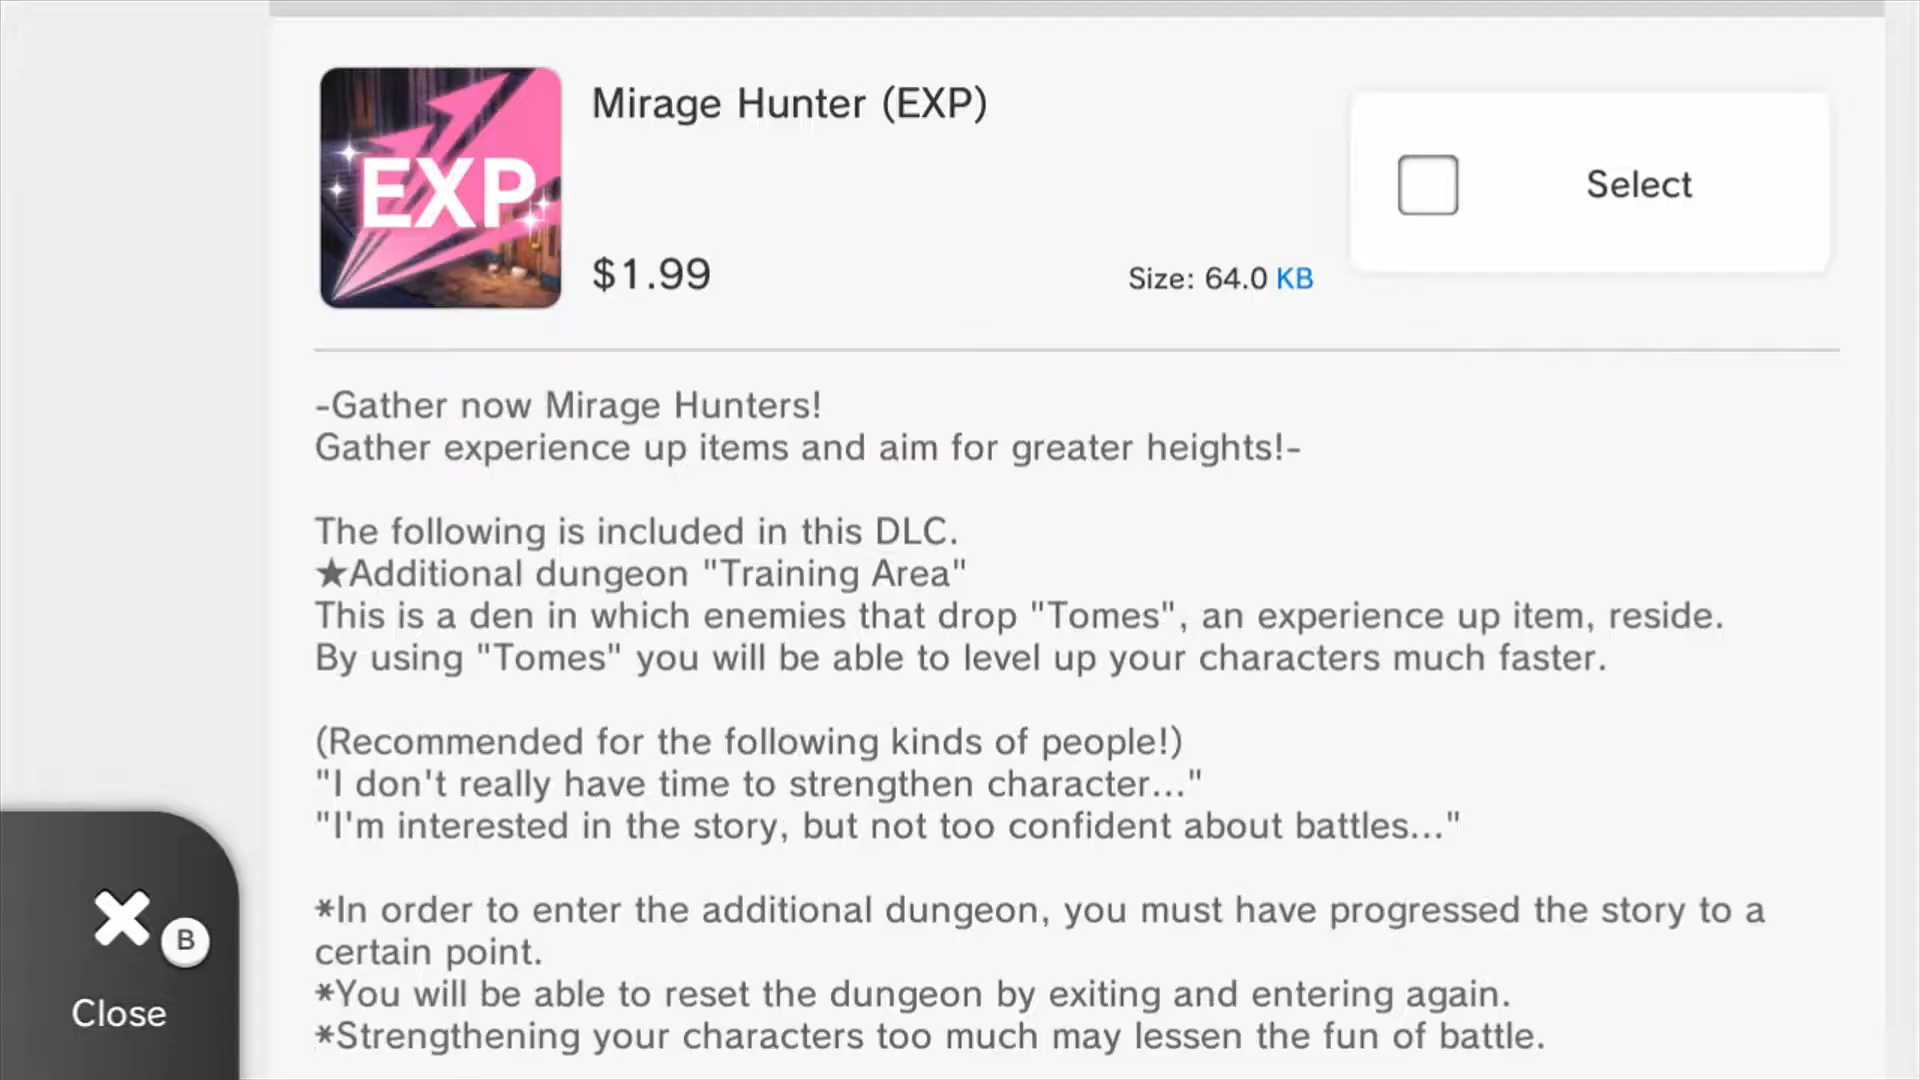 EXP
Mirage Hunter (EXP)
$1.99
Size: 64.0 KB
Select
-Gather now Mirage Hunters!
Gather experience up items and aim for greater heights!-
The following is included in this DLC.
★Additional dungeon "Training Area"
This is a den in which enemies that drop "Tomes", an experience up item, reside.
By using "Tomes" you will be able to level up your characters much faster.
(Recommended for the following kinds of people!)
"I don't really have time to strengthen character..."
"I'm interested in the story, but not too confident about battles..."
*In order to enter the additional dungeon, you must have progressed the story to a
certain point.
*You will be able to reset the dungeon by exiting and entering again.
*Strengthening your characters too much may lessen the fun of battle.
B
Close